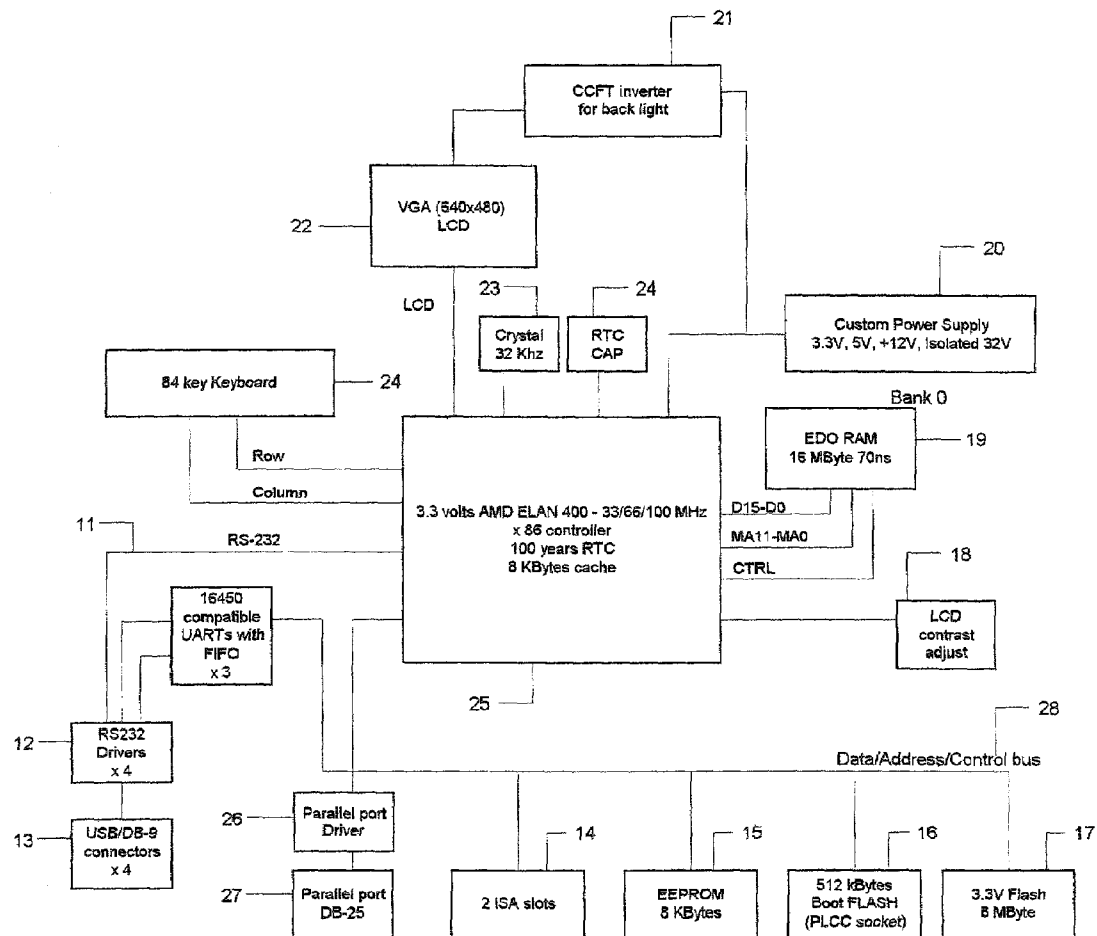 21
CCFT inverter
for back light
VGA (640x480)
LCD
22
20
LCD
23
24
Crystal
32 Khz
RTC
CAP
Custom Power Supply
3.3V, 5V, +12V, Isolated 32V
84 key Keyboard
24
Bank 0
EDO RAM
16 MByte 70ns
19
Row
Column
3.3 volts AMD ELAN 400 - 33/66/100 MHz
x 86 controller
100 years RTC
8 KBytes cache
D15-D0
MA11-MA0
CTRL
11
RS-232
18
16450
compatible
UARTs with
FIFO
x 3
LCD
contrast
adjust
25
28
12
RS232
Drivers
x 4
Data/Address/Control bus
26
Parallel port
Driver
13
USB/DB-9
connectors
x 4
14
15
16
17
27
Parallel port
DB-25
2 ISA slots
EEPROM
8 KBytes
512 kBytes
Boot FLASH
(PLCC socket)
3.3V Flash
8 MByte